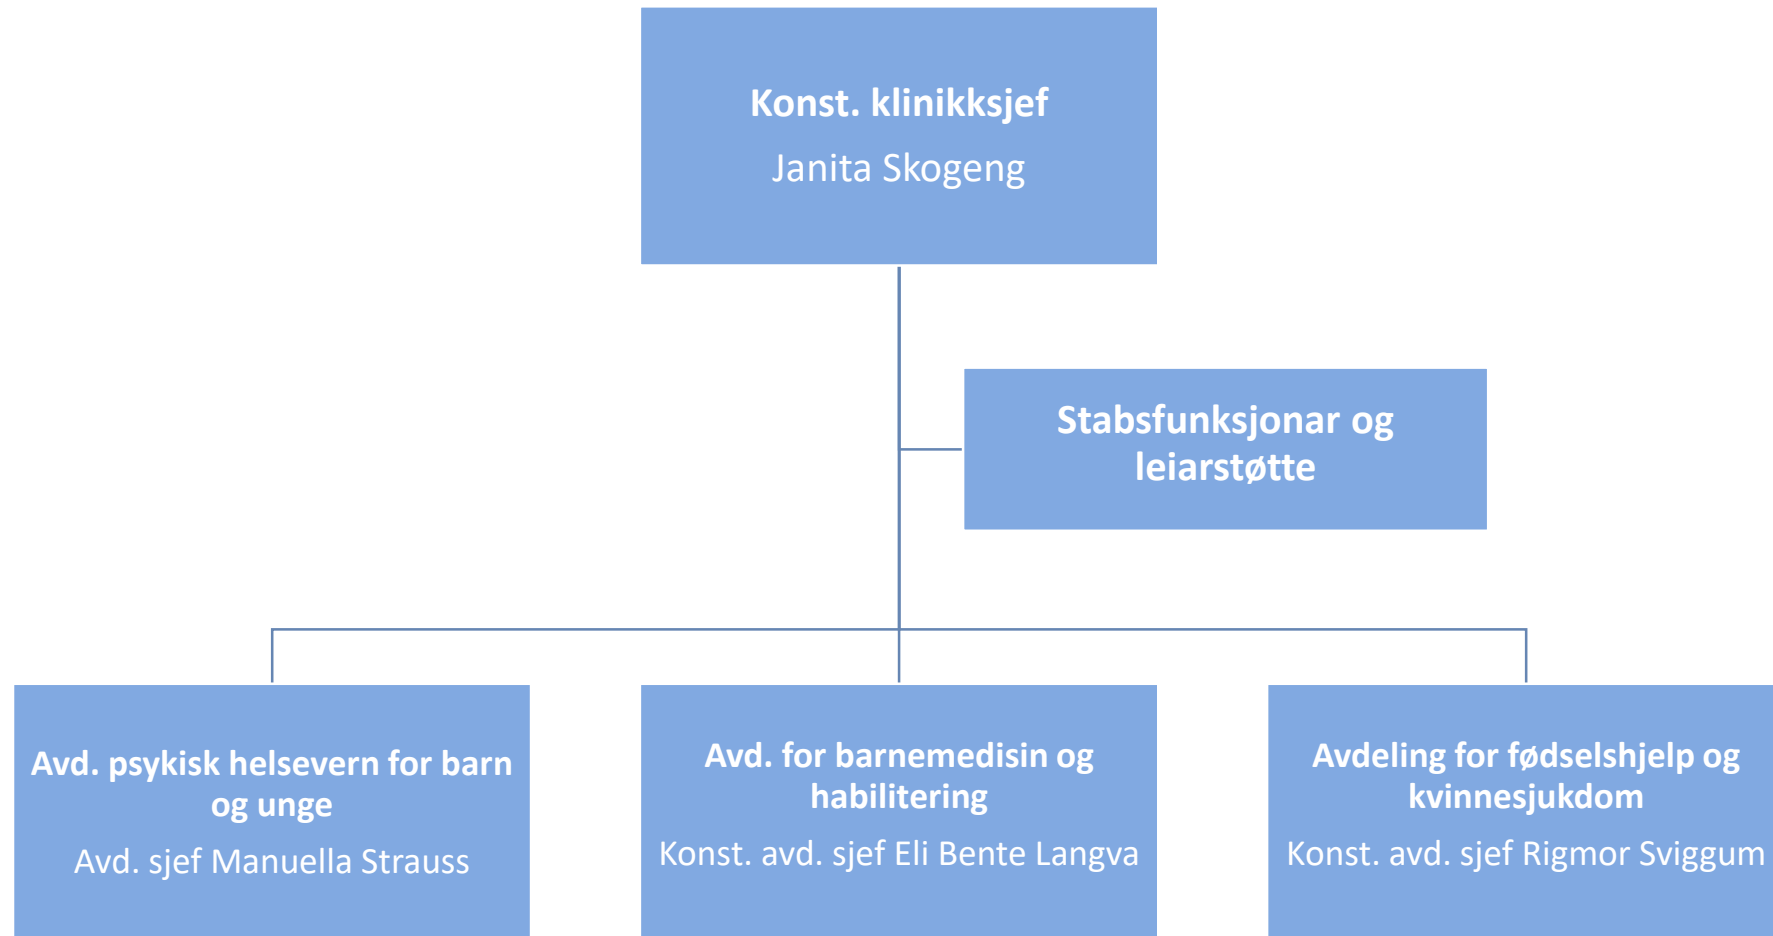 Konst. klinikksjef
Janita Skogeng
Stabsfunksjonar og
leiarstøtte
Avd. psykisk helsevern for barn
og unge
Avd. sjef Manuella Strauss
Avd. for barnemedisin og
habilitering
Konst. avd. sjef Eli Bente Langva
Avdeling for fødselshjelp og
kvinnesjukdom
Konst. avd. sjef Rigmor Sviggum